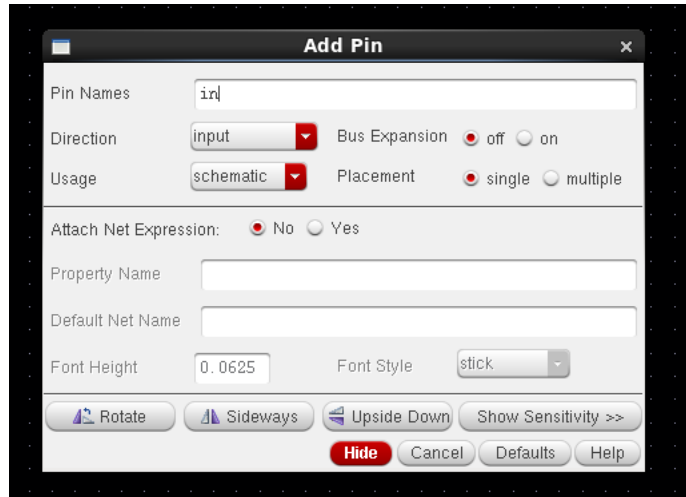 Add Pin
Pin Names in
Direction input Bus Expansion off on
Usage schematic Placement single multiple
Attach Net Expression: No Yes
Property Name
Default Net Name
Font Height 0.0625 Font Style stick
Rotate Sideways Upside Down Show Sensitivity >>
Hide Cancel Defaults Help